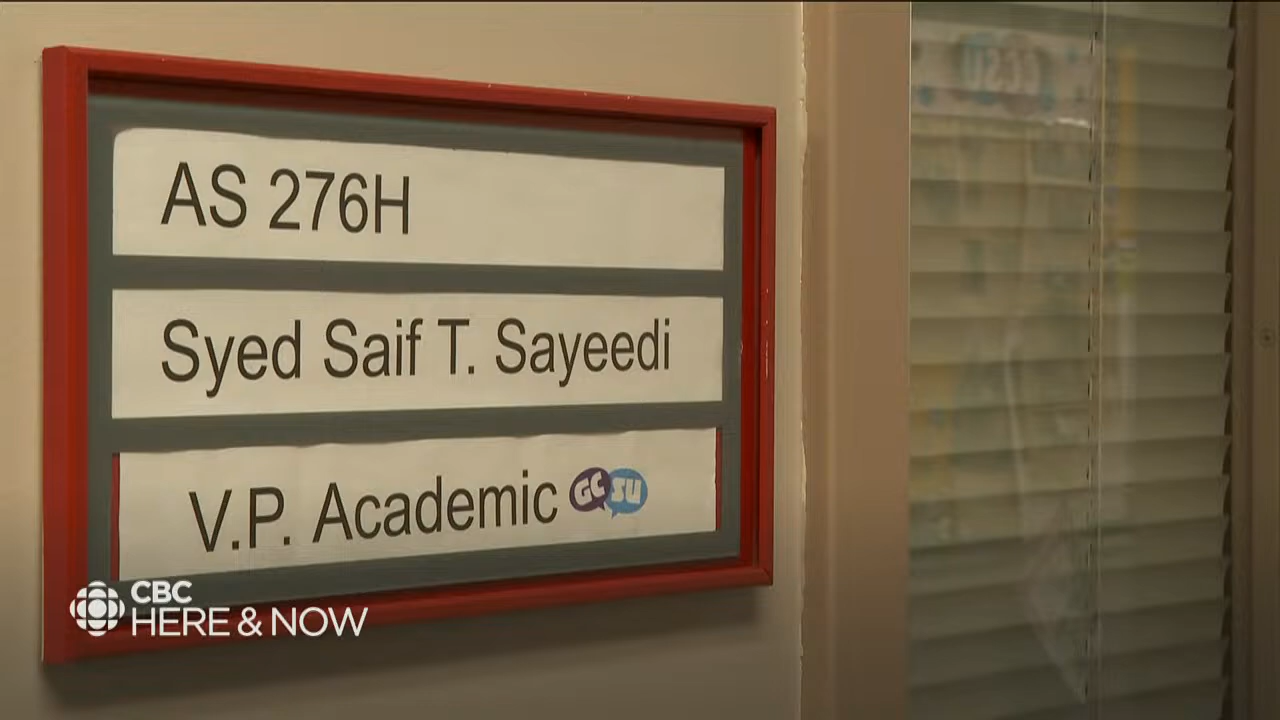 AS 276H
Syed Saif T. Sayeedi
V.P. Academic GCSU
CBC
HERE & NOW